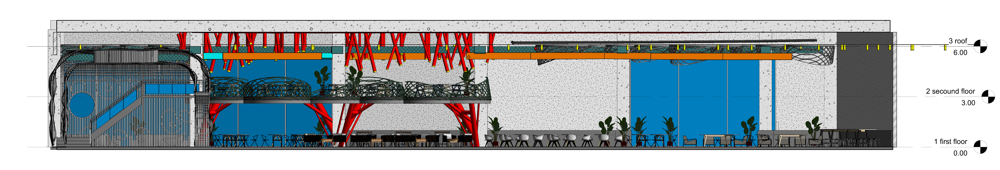 3 roof
6.00
2 secound floor
3.00
1 first floor
0.00